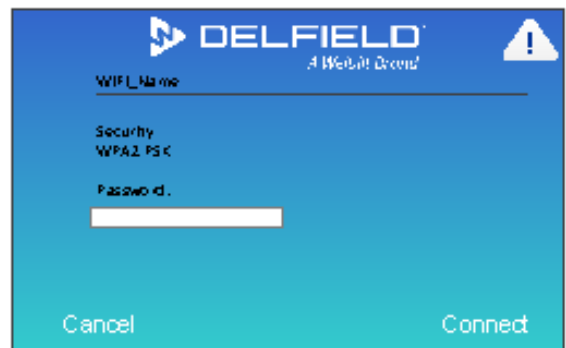 DELFIELD
A Welbilt Brand
WIFI_Name
Security
WPA2 PSK
Password:
Cancel
Connect